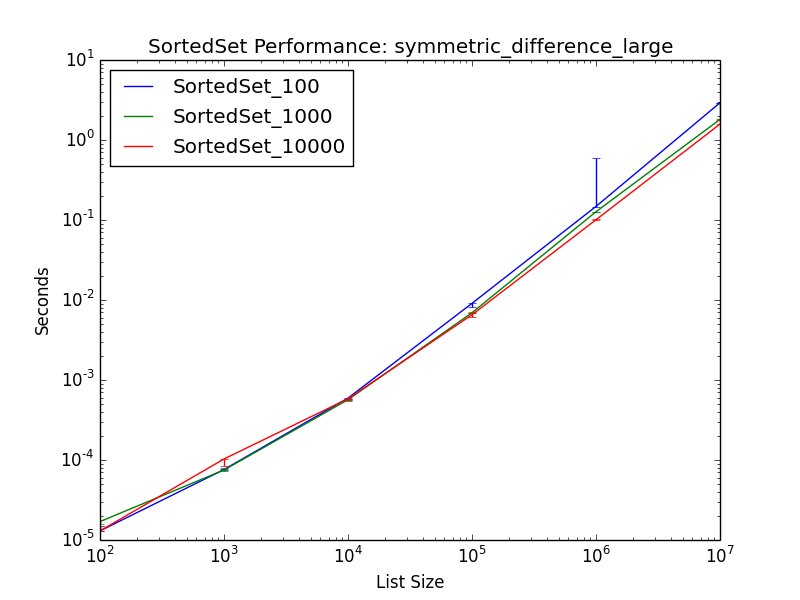 SortedSet Performance: symmetric_difference_large
10^1
SortedSet_100
SortedSet_1000
SortedSet_10000
10^0
10^-1
10^-2
Seconds
10^-3
10^-4
10^-5
10^2 10^3 10^4 10^5 10^6 10^7
List Size